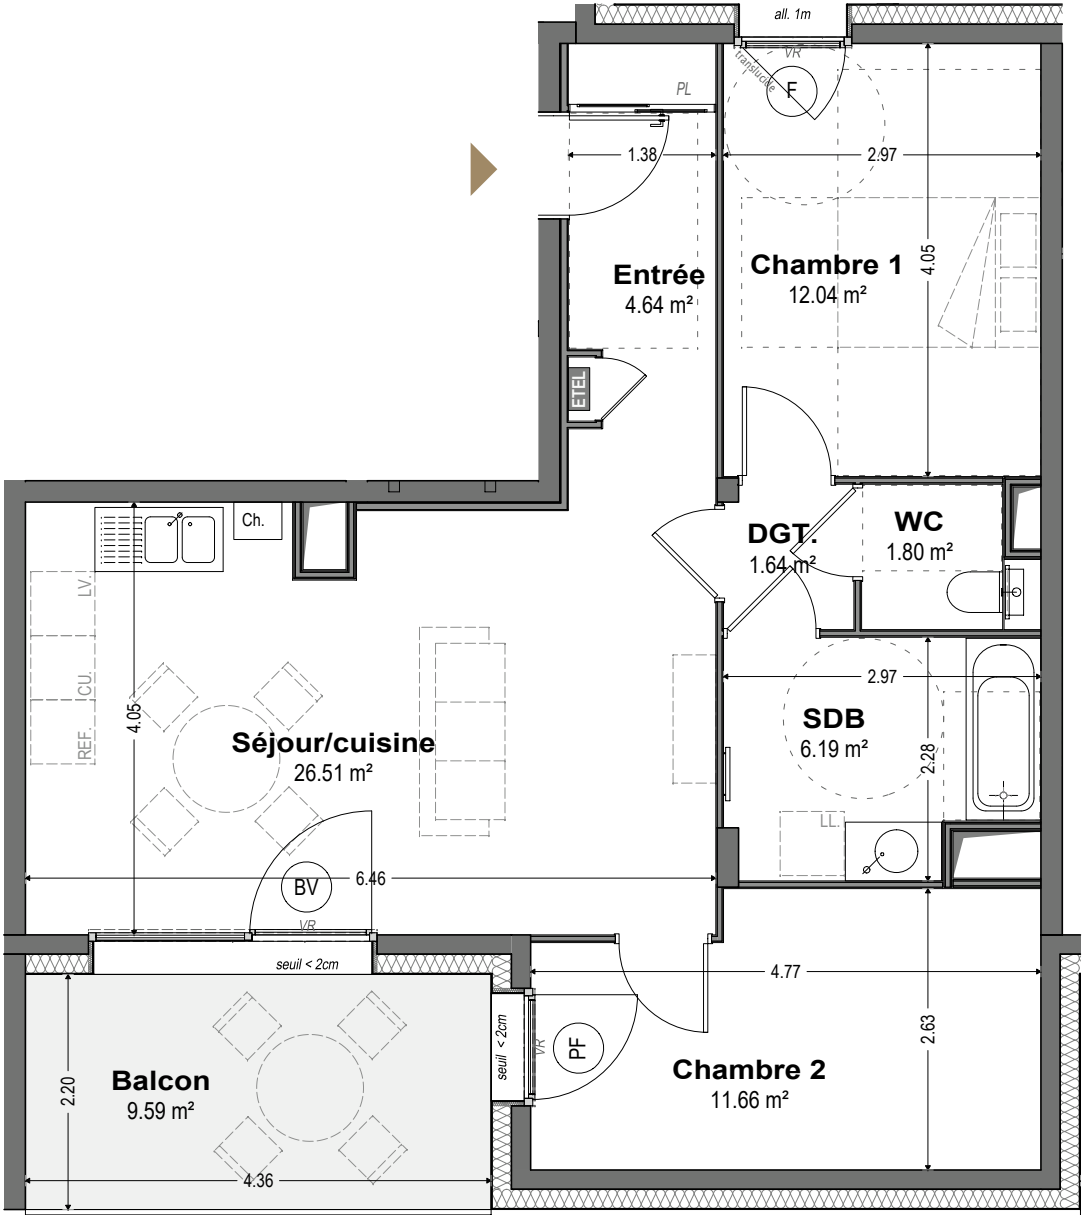 all. 1m
VR
translucide
F
PL
1.38
2.97
4.05
Entrée
4.64 m²
Chambre 1
12.04 m²
ETEL
Ch.
DGT.
1.64 m²
WC
1.80 m²
LV.
CU.
REF.
4.05
Séjour/cuisine
26.51 m²
2.97
SDB
6.19 m²
2.28
LL.
6.46
BV
VR
seuil < 2cm
4.77
seuil < 2cm
VR
PF
2.63
Chambre 2
11.66 m²
Balcon
9.59 m²
2.20
4.36